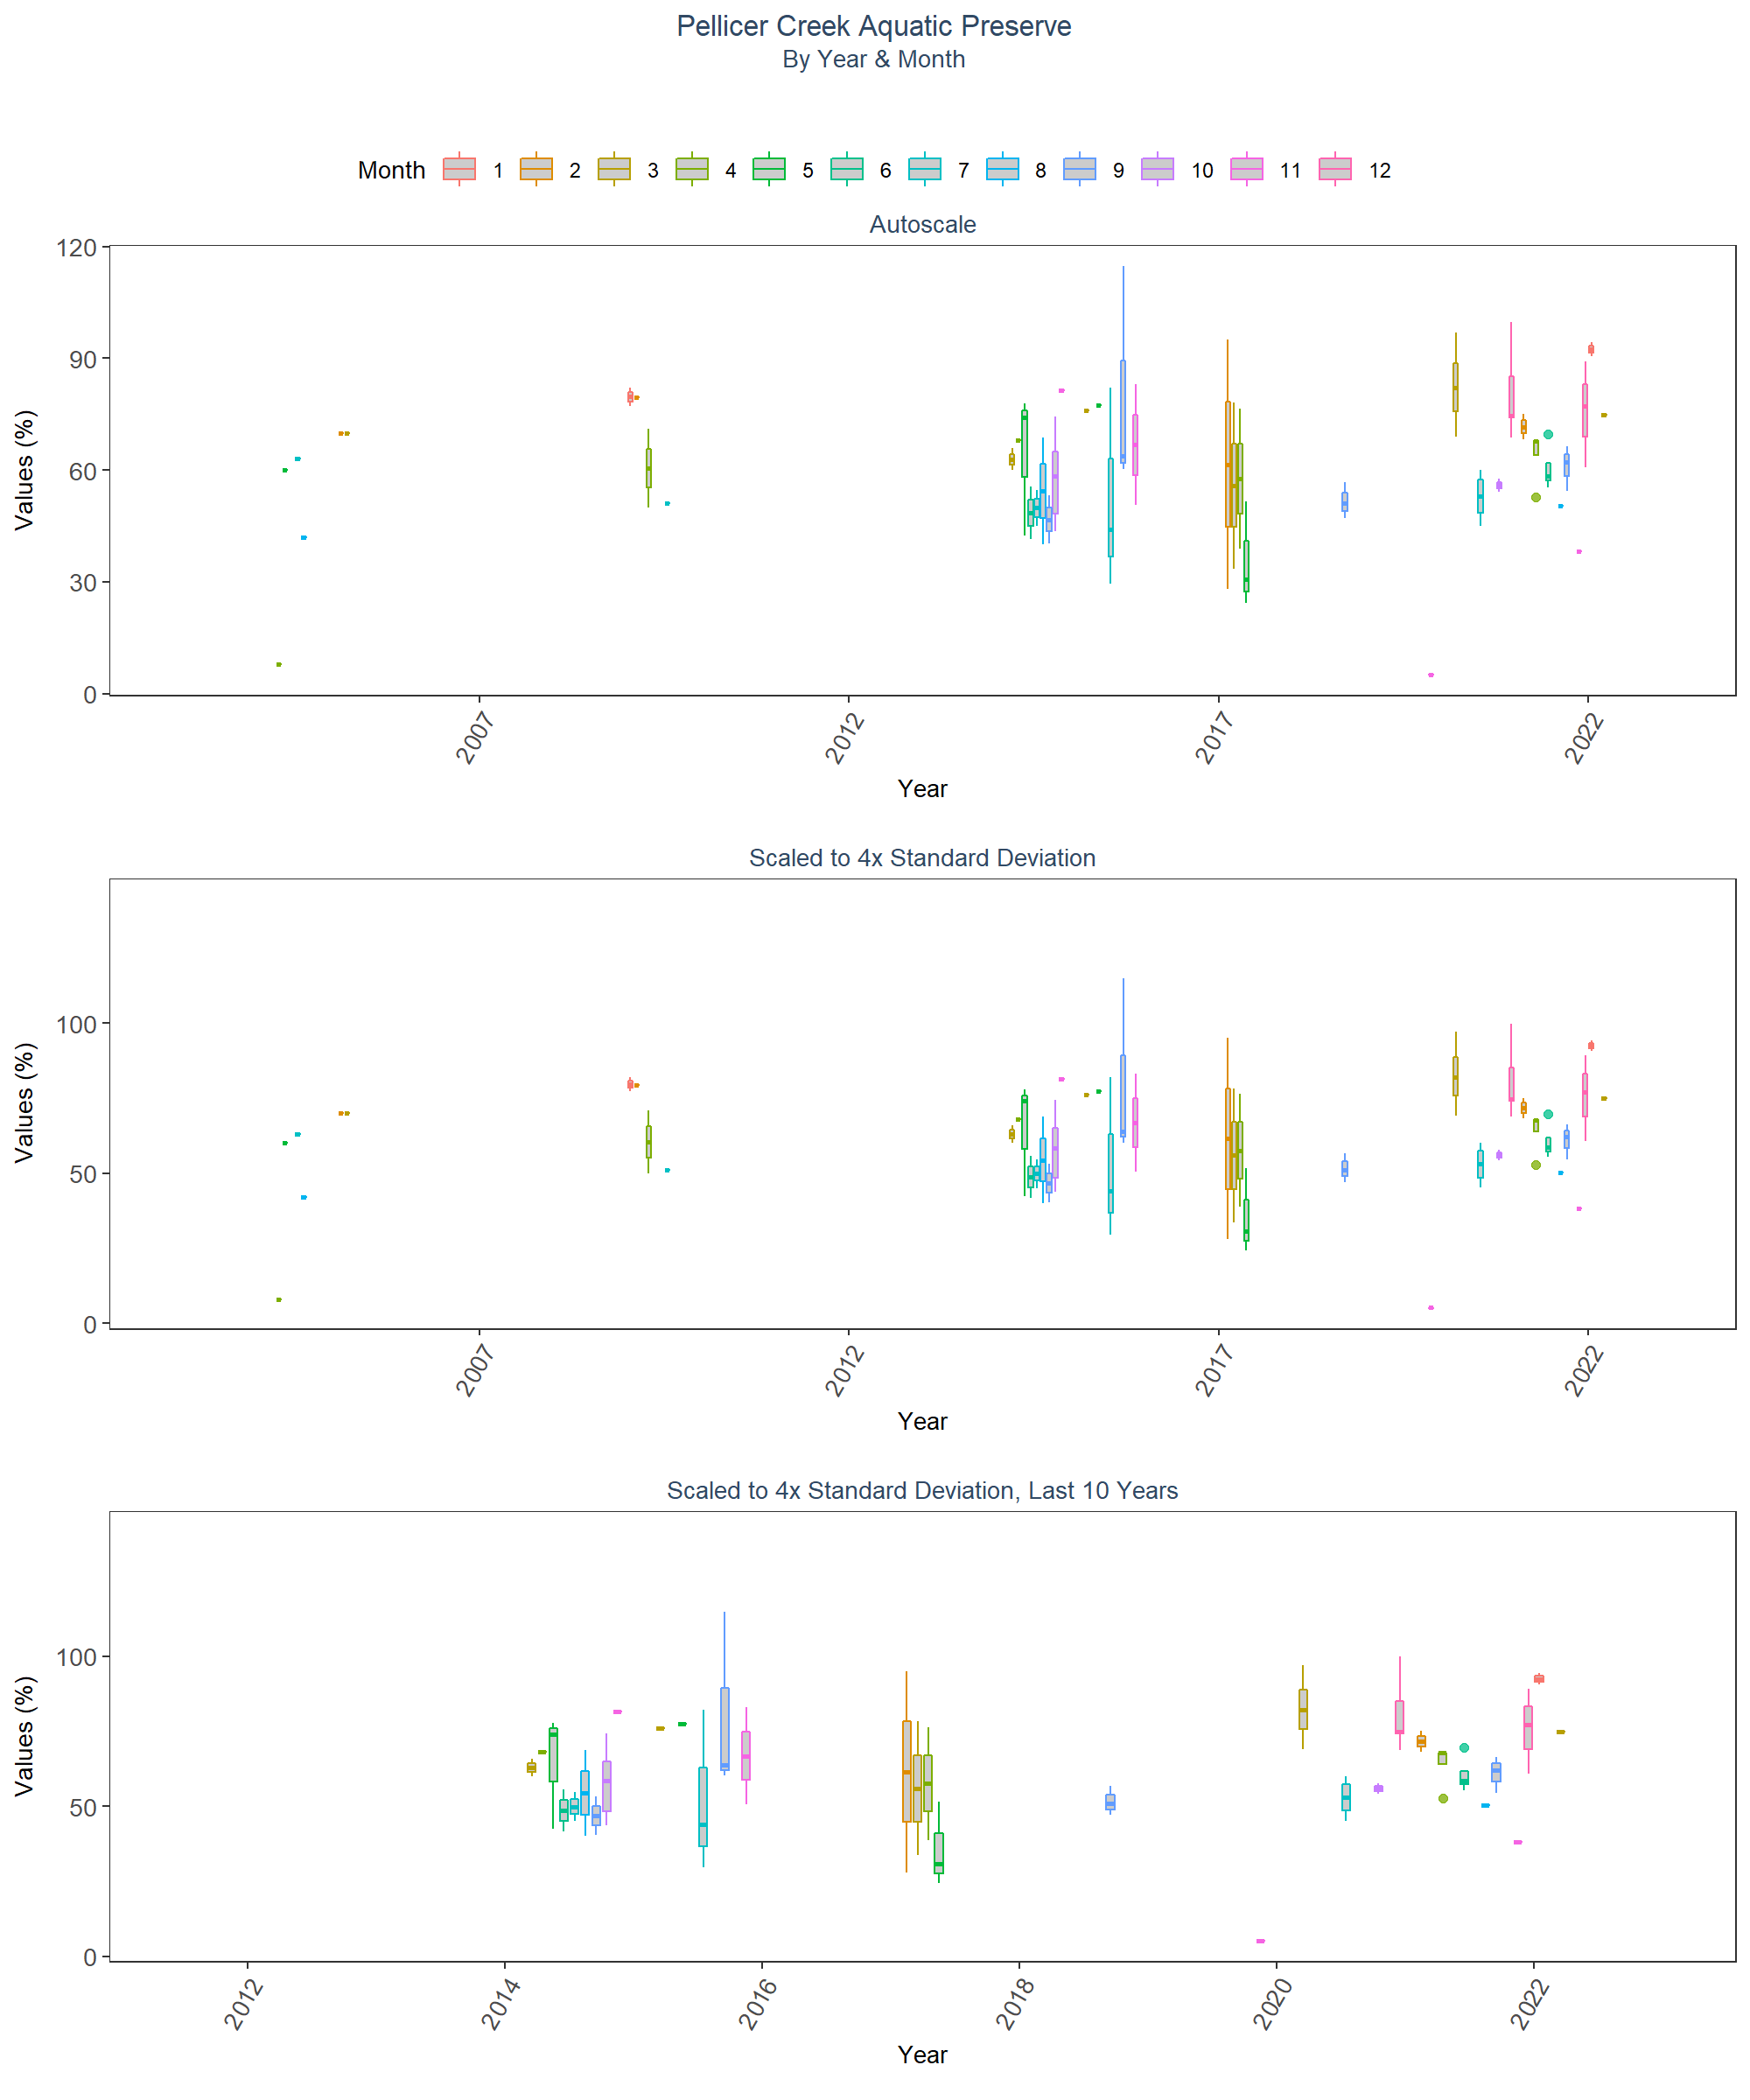 Pellicer Creek Aquatic Preserve
By Year & Month
Month 1 2 3 4 5 6 7 8 9 10 11 12
Autoscale
120
90
60
30
0
Values (%)
2007 2012 2017 2022
Year
Scaled to 4x Standard Deviation
100
50
0
Values (%)
2007 2012 2017 2022
Year
Scaled to 4x Standard Deviation, Last 10 Years
100
50
0
Values (%)
2012 2014 2016 2018 2020 2022
Year